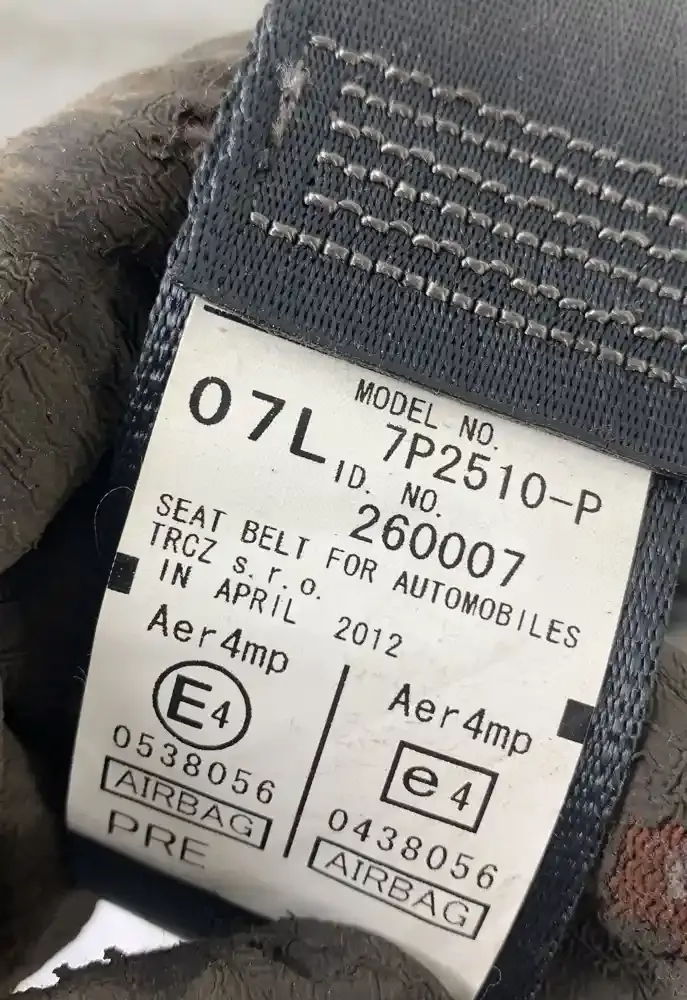 MODEL NO.
07L 7P2510-P
ID. NO.
260007
SEAT BELT FOR AUTOMOBILES
TRCZ s.r.o.
IN APRIL 2012
Aer4mp
E4
0538056
AIRBAG
PRE
Aer4mp
e4
0438056
AIRBAG